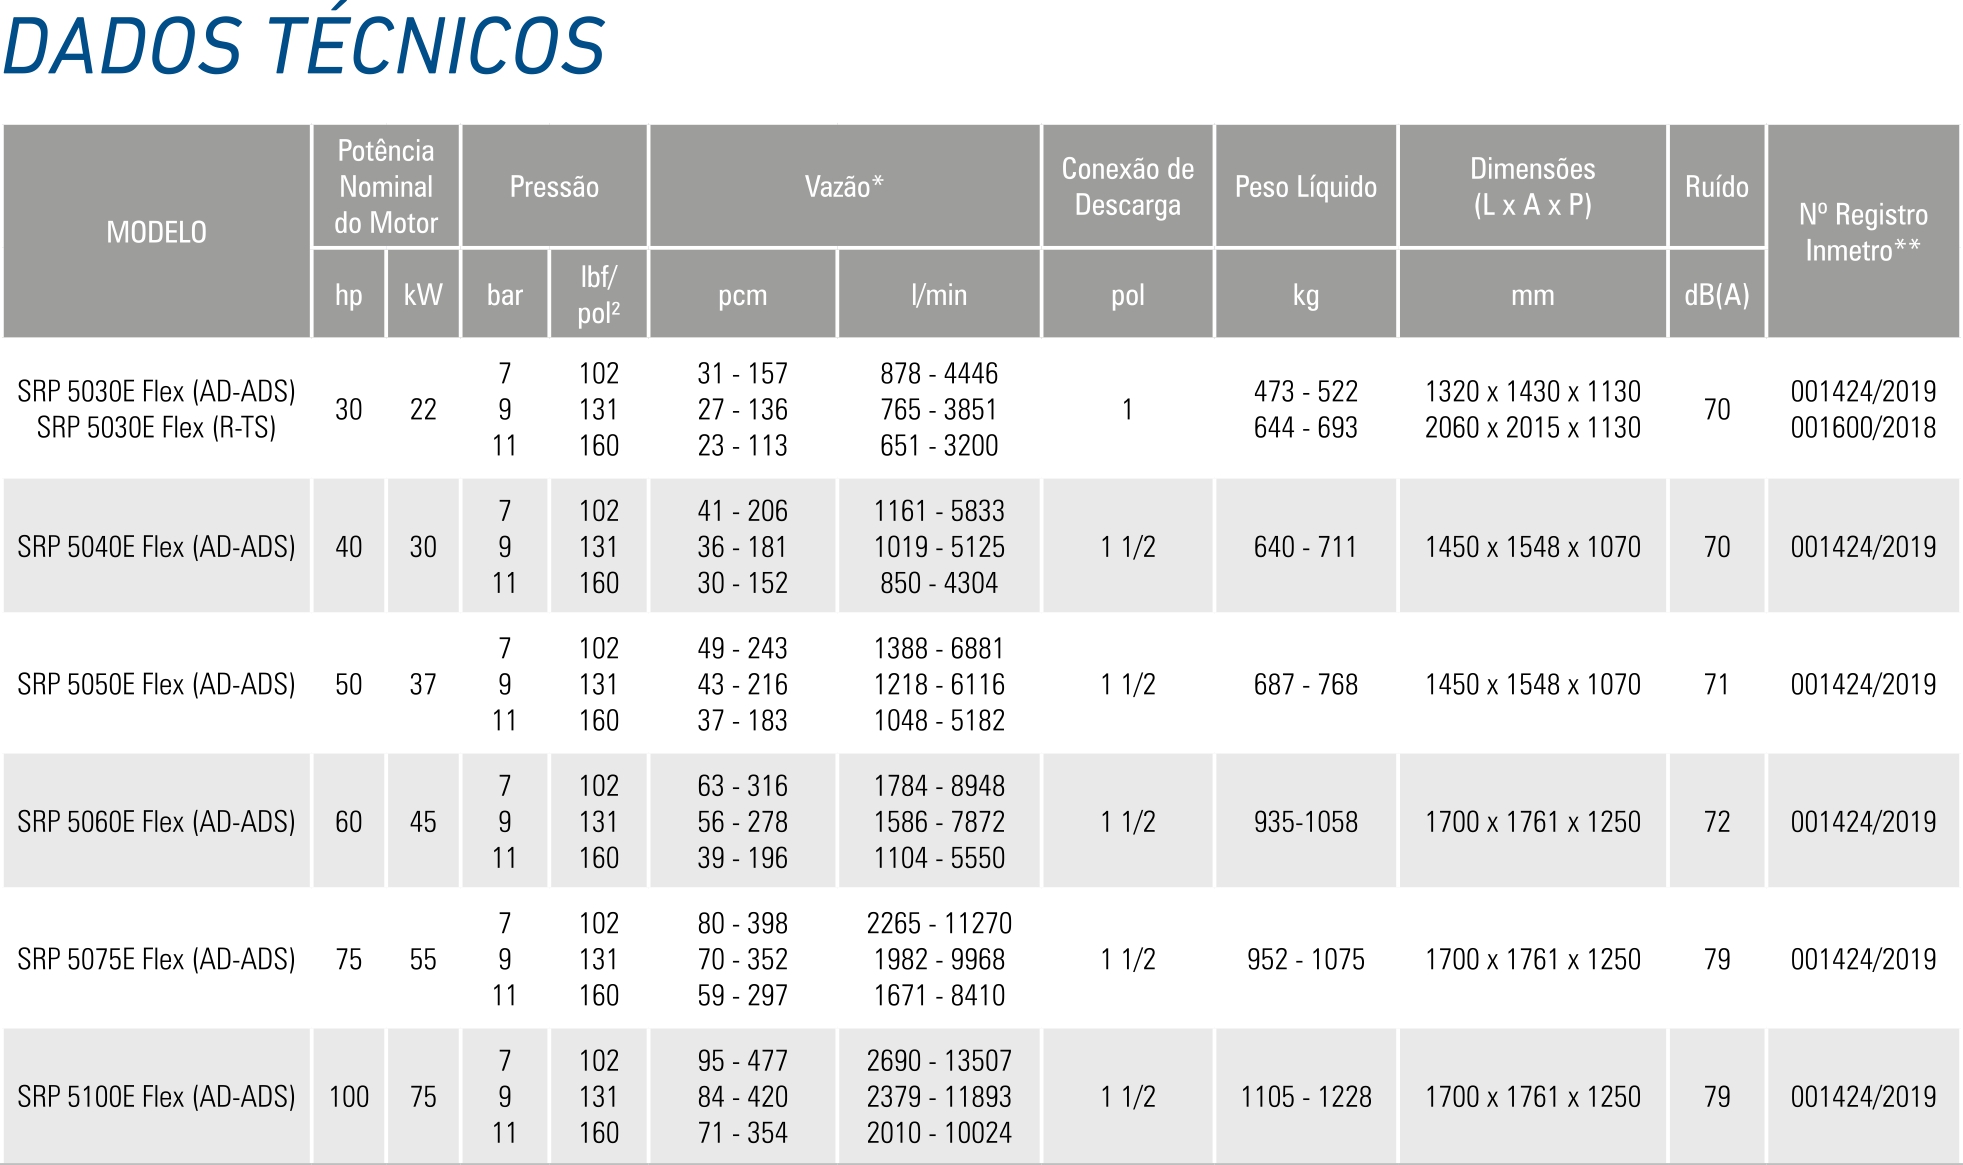 DADOS TÉCNICOS
MODELO | Potência Nominal do Motor | Pressão | Vazão* | Conexão de Descarga | Peso Líquido | Dimensões (L x A x P) | Ruído | Nº Registro Inmetro**
hp | kW | bar | lbf/pol² | pcm | l/min | pol | kg | mm | dB(A)
7 | 102 | 31 - 157 | 878 - 4446
SRP 5030E Flex (AD-ADS) | 473 - 522 | 1320 x 1430 x 1130 | 001424/2019
30 | 22 | 9 | 131 | 27 - 136 | 765 - 3851 | 1 | 70
SRP 5030E Flex (R-TS) | 644 - 693 | 2060 x 2015 x 1130 | 001600/2018
11 | 160 | 23 - 113 | 651 - 3200
7 | 102 | 41 - 206 | 1161 - 5833
SRP 5040E Flex (AD-ADS) | 40 | 30 | 9 | 131 | 36 - 181 | 1019 - 5125 | 1 1/2 | 640 - 711 | 1450 x 1548 x 1070 | 70 | 001424/2019
11 | 160 | 30 - 152 | 850 - 4304
7 | 102 | 49 - 243 | 1388 - 6881
SRP 5050E Flex (AD-ADS) | 50 | 37 | 9 | 131 | 43 - 216 | 1218 - 6116 | 1 1/2 | 687 - 768 | 1450 x 1548 x 1070 | 71 | 001424/2019
11 | 160 | 37 - 183 | 1048 - 5182
7 | 102 | 63 - 316 | 1784 - 8948
SRP 5060E Flex (AD-ADS) | 60 | 45 | 9 | 131 | 56 - 278 | 1586 - 7872 | 1 1/2 | 935-1058 | 1700 x 1761 x 1250 | 72 | 001424/2019
11 | 160 | 39 - 196 | 1104 - 5550
7 | 102 | 80 - 398 | 2265 - 11270
SRP 5075E Flex (AD-ADS) | 75 | 55 | 9 | 131 | 70 - 352 | 1982 - 9968 | 1 1/2 | 952 - 1075 | 1700 x 1761 x 1250 | 79 | 001424/2019
11 | 160 | 59 - 297 | 1671 - 8410
7 | 102 | 95 - 477 | 2690 - 13507
SRP 5100E Flex (AD-ADS) | 100 | 75 | 9 | 131 | 84 - 420 | 2379 - 11893 | 1 1/2 | 1105 - 1228 | 1700 x 1761 x 1250 | 79 | 001424/2019
11 | 160 | 71 - 354 | 2010 - 10024